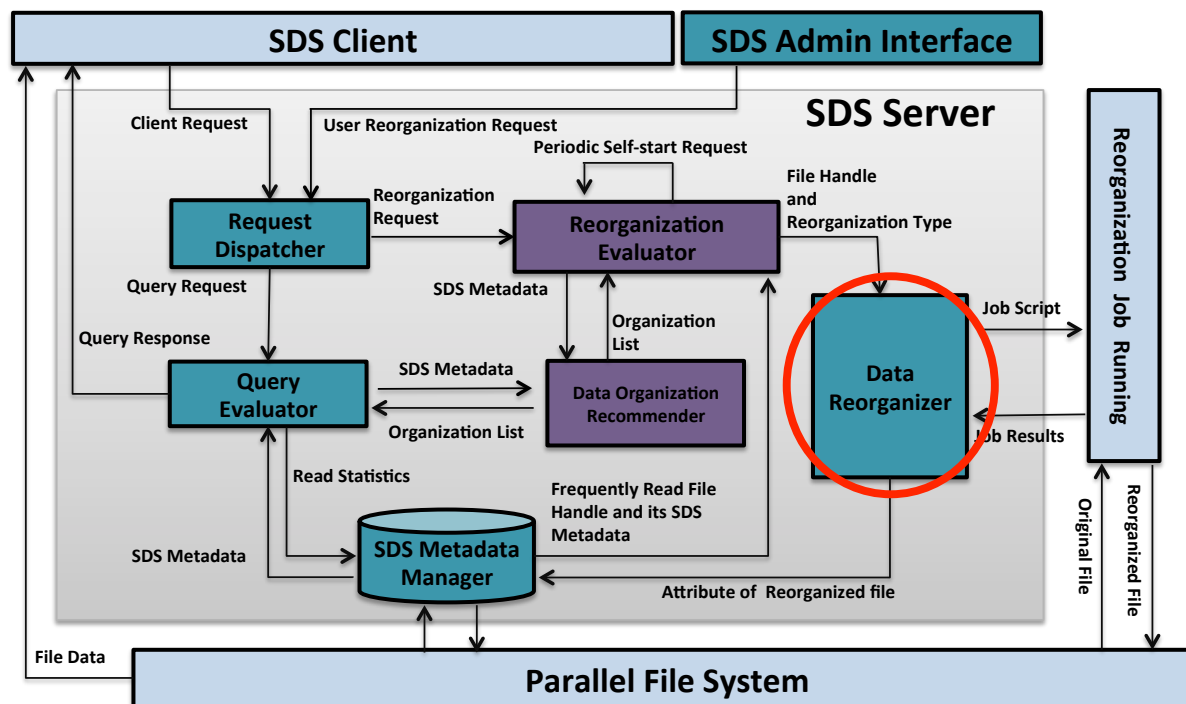 SDS Client
SDS Admin Interface
SDS Server
Client Request
User Reorganization Request
Periodic Self-start Request
File Handle
and
Reorganization Type
Reorganization
Request
Request
Dispatcher
Reorganization
Evaluator
Query Request
SDS Metadata
Organization
List
Job Script
Query Response
SDS Metadata
Query
Evaluator
Data Organization
Recommender
Data
Reorganizer
Organization List
Job Results
Reorganization Job Running
Read Statistics
Frequently Read File
Handle and its SDS
Metadata
SDS Metadata
SDS Metadata
Manager
Attribute of Reorganized file
Original File
Reorganized File
File Data
Parallel File System